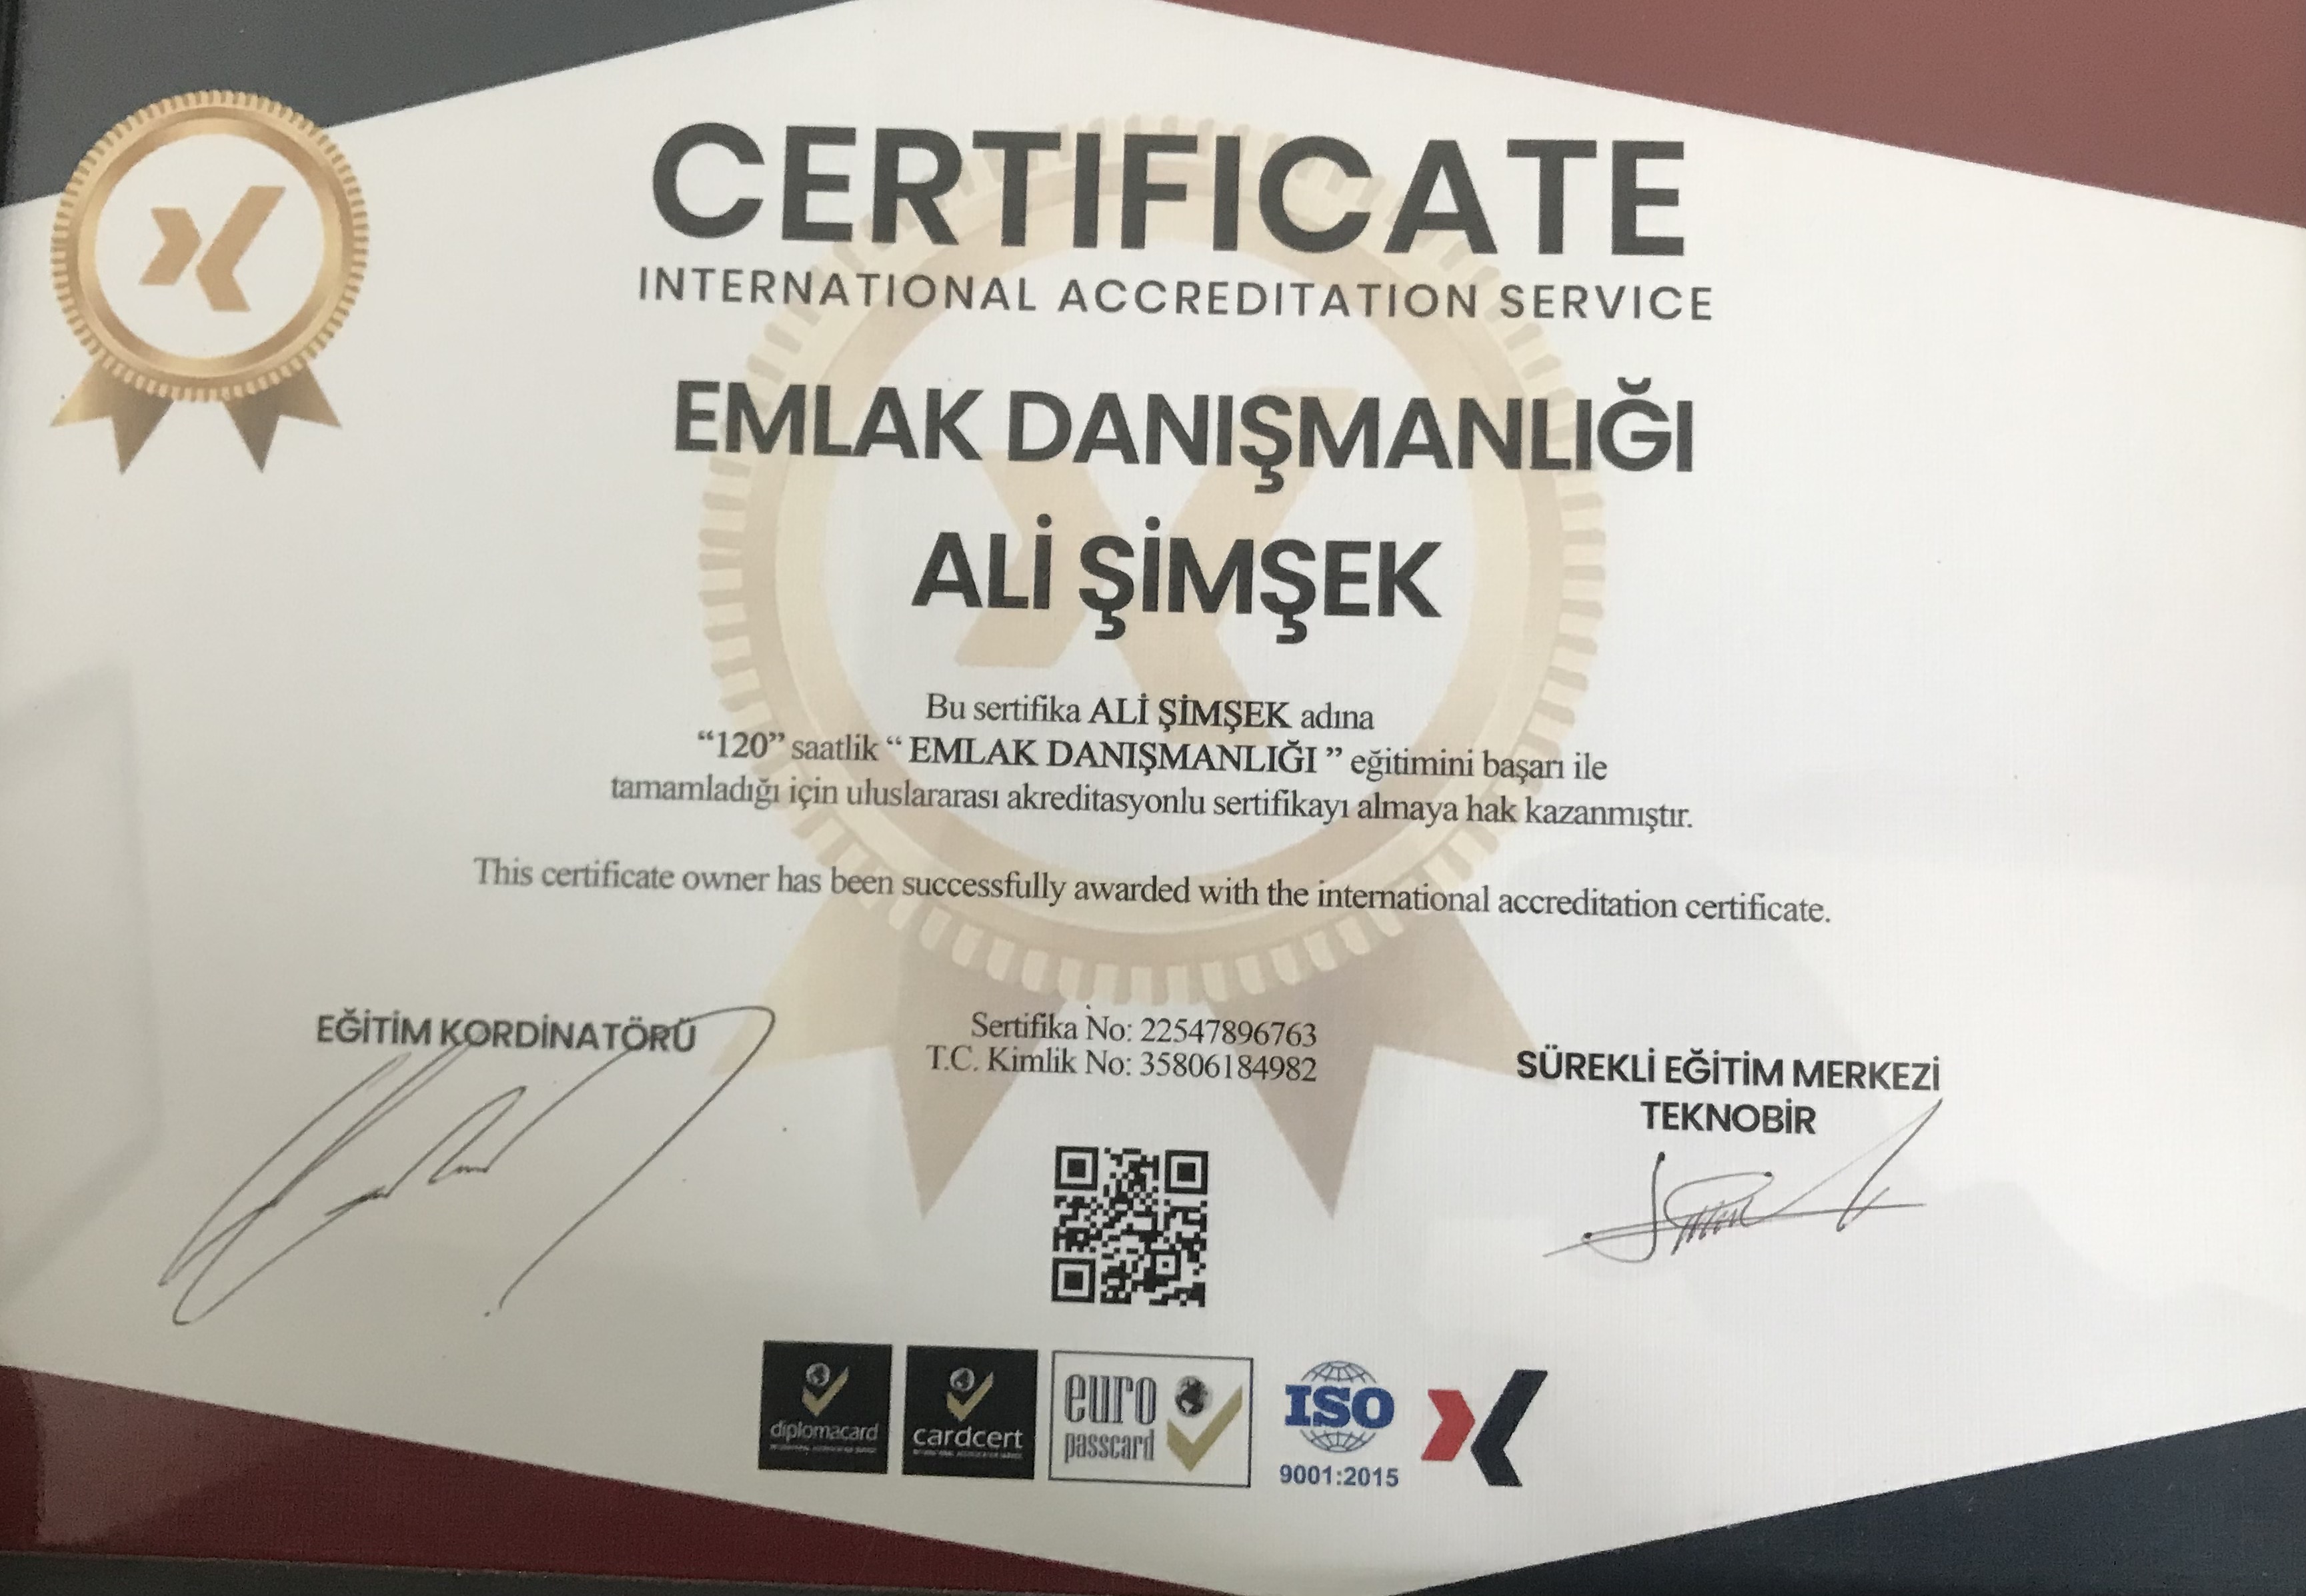 CERTIFICATE
INTERNATIONAL ACCREDITATION SERVICE
EMLAK DANIŞMANLIĞI
ALİ ŞİMŞEK
Bu sertifika ALİ ŞİMŞEK adına
“120” saatlik “ EMLAK DANIŞMANLIĞI ” eğitimini başarı ile
tamamladığı için uluslararası akreditasyonlu sertifikayı almaya hak kazanmıştır.
This certificate owner has been successfully awarded with the international accreditation certificate.
EĞİTİM KORDİNATÖRÜ
Sertifika No: 22547896763
T.C. Kimlik No: 35806184982
SÜREKLİ EĞİTİM MERKEZİ
TEKNOBİR
diplomacard
cardcert
euro
passcard
ISO
9001:2015